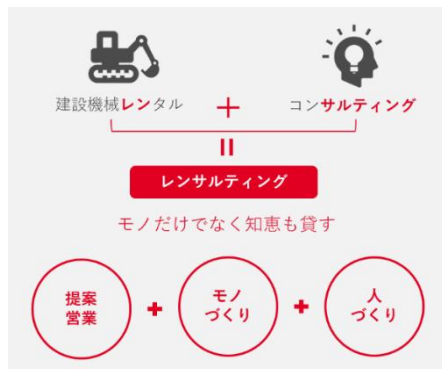 建設機械レンタル + コンサルティング
=
レンサルティング
モノだけでなく知恵も貸す
提案
営業
+
モノ
づくり
+
人
づくり